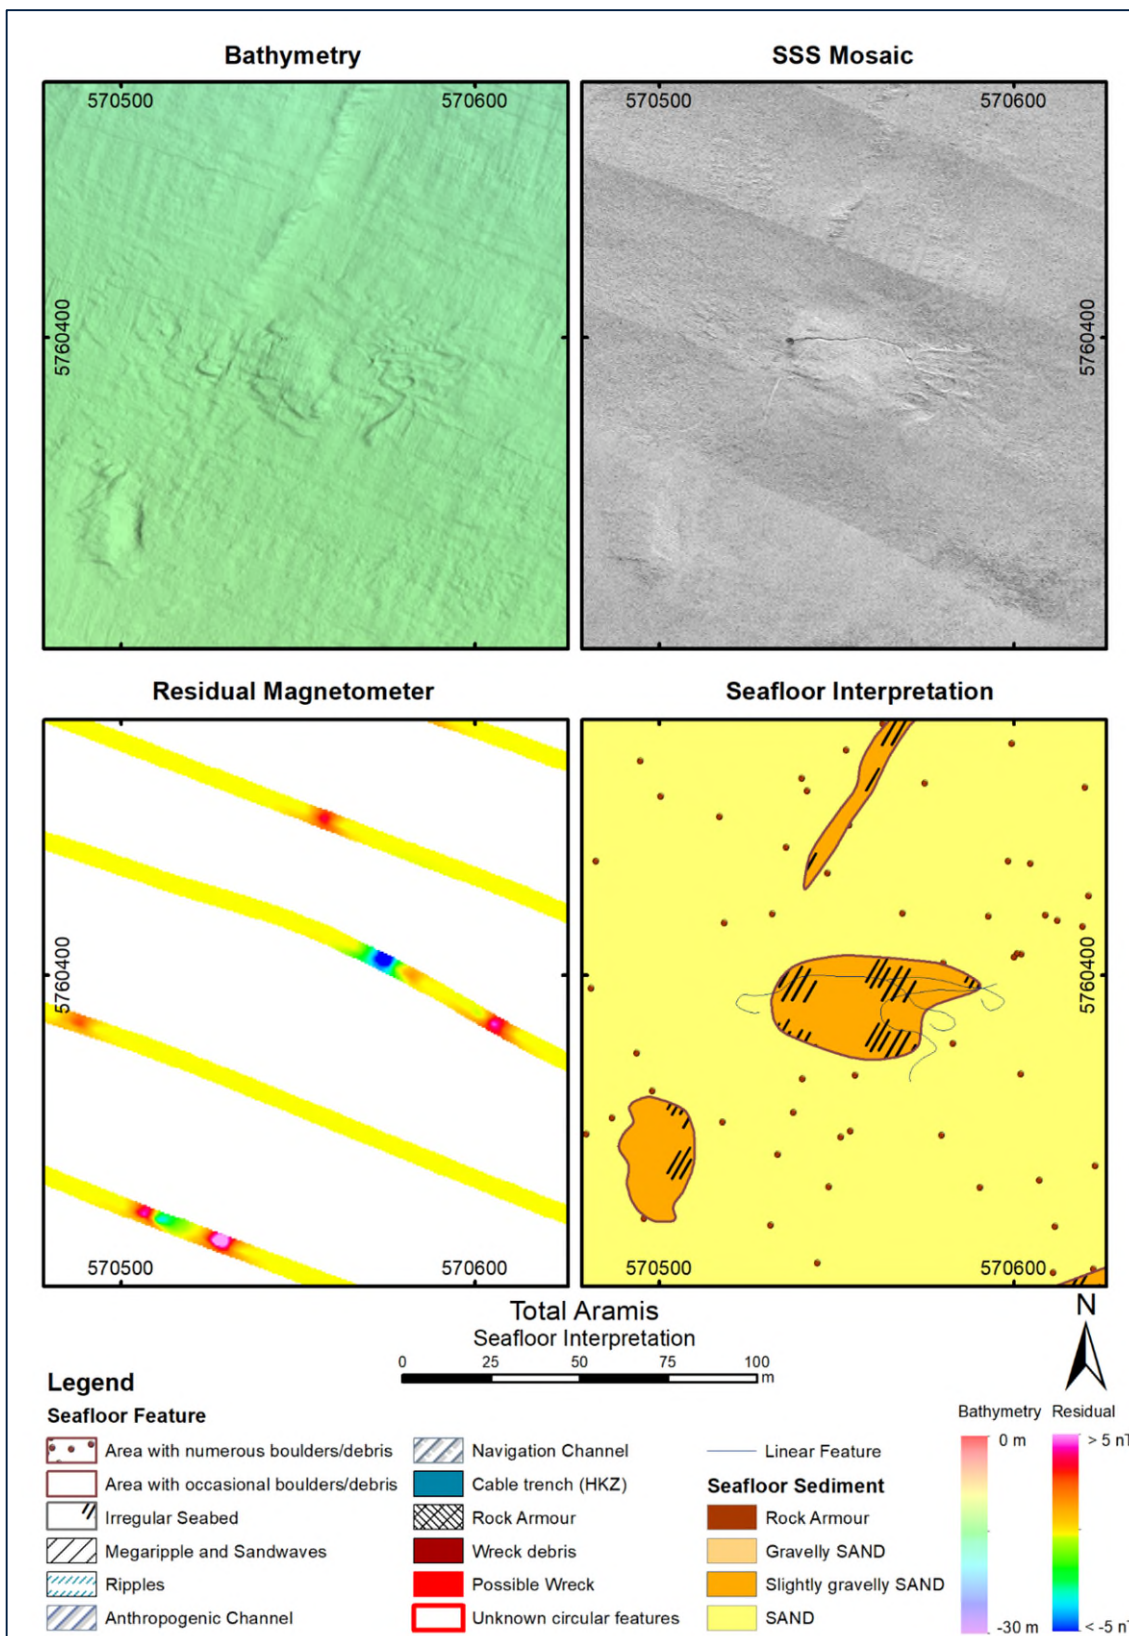 Bathymetry
SSS Mosaic
570500
570600
570500
570600
5760400
5760400
Residual Magnetometer
Seafloor Interpretation
5760400
5760400
570500
570600
570500
570600
Total Aramis
Seafloor Interpretation
0 25 50 75 100
m
N
Legend
Seafloor Feature
Area with numerous boulders/debris
Area with occasional boulders/debris
Irregular Seabed
Megaripple and Sandwaves
Ripples
Anthropogenic Channel
Navigation Channel
Cable trench (HKZ)
Rock Armour
Wreck debris
Possible Wreck
Unknown circular features
Linear Feature
Seafloor Sediment
Rock Armour
Gravelly SAND
Slightly gravelly SAND
SAND
Bathymetry
0 m
-30 m
Residual
> 5 nT
< -5 nT